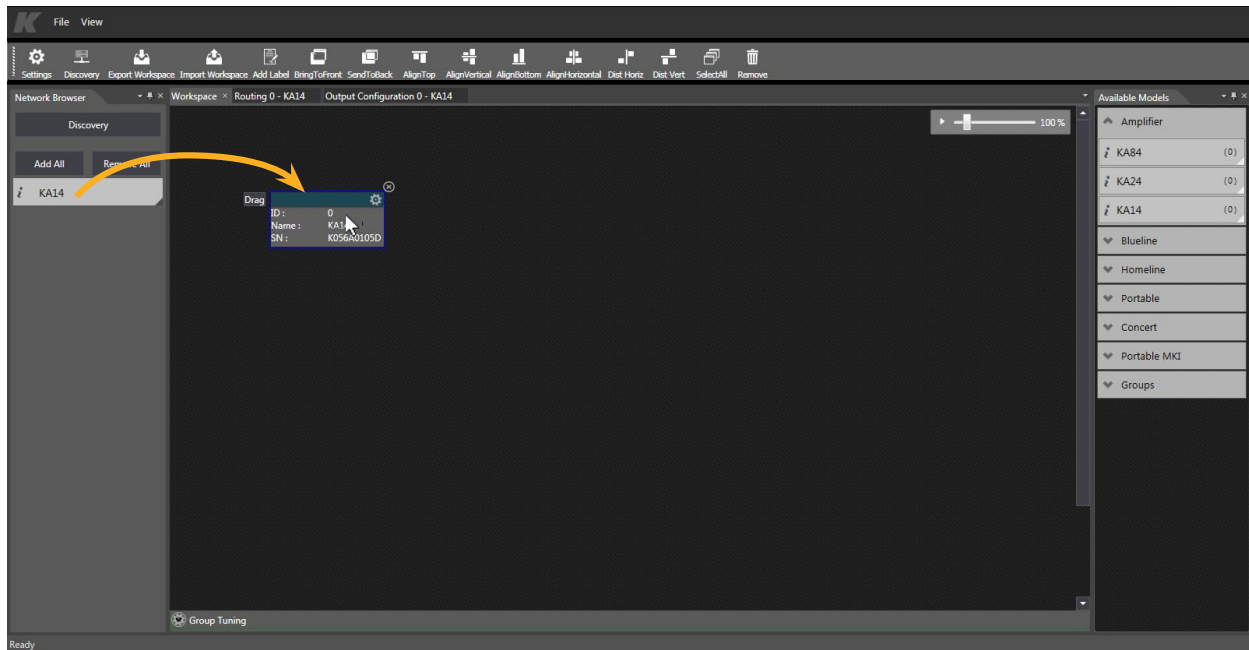 File View
Settings Discovery Export Workspace Import Workspace Add Label BringToFront SendToBack AlignTop AlignVertical AlignBottom AlignHorizontal Dist Horiz Dist Vert SelectAll Remove
Network Browser
Workspace × Routing 0 - KA14 Output Configuration 0 - KA14
Available Models
Discovery
100 %
Amplifier
Add All
i KA84 (0)
i KA14
i KA24 (0)
Drag
ID : 0
Name :
SN : K056A0105D
i KA14 (0)
Blueline
Homeline
Portable
Concert
Portable MKI
Groups
Group Tuning
Ready